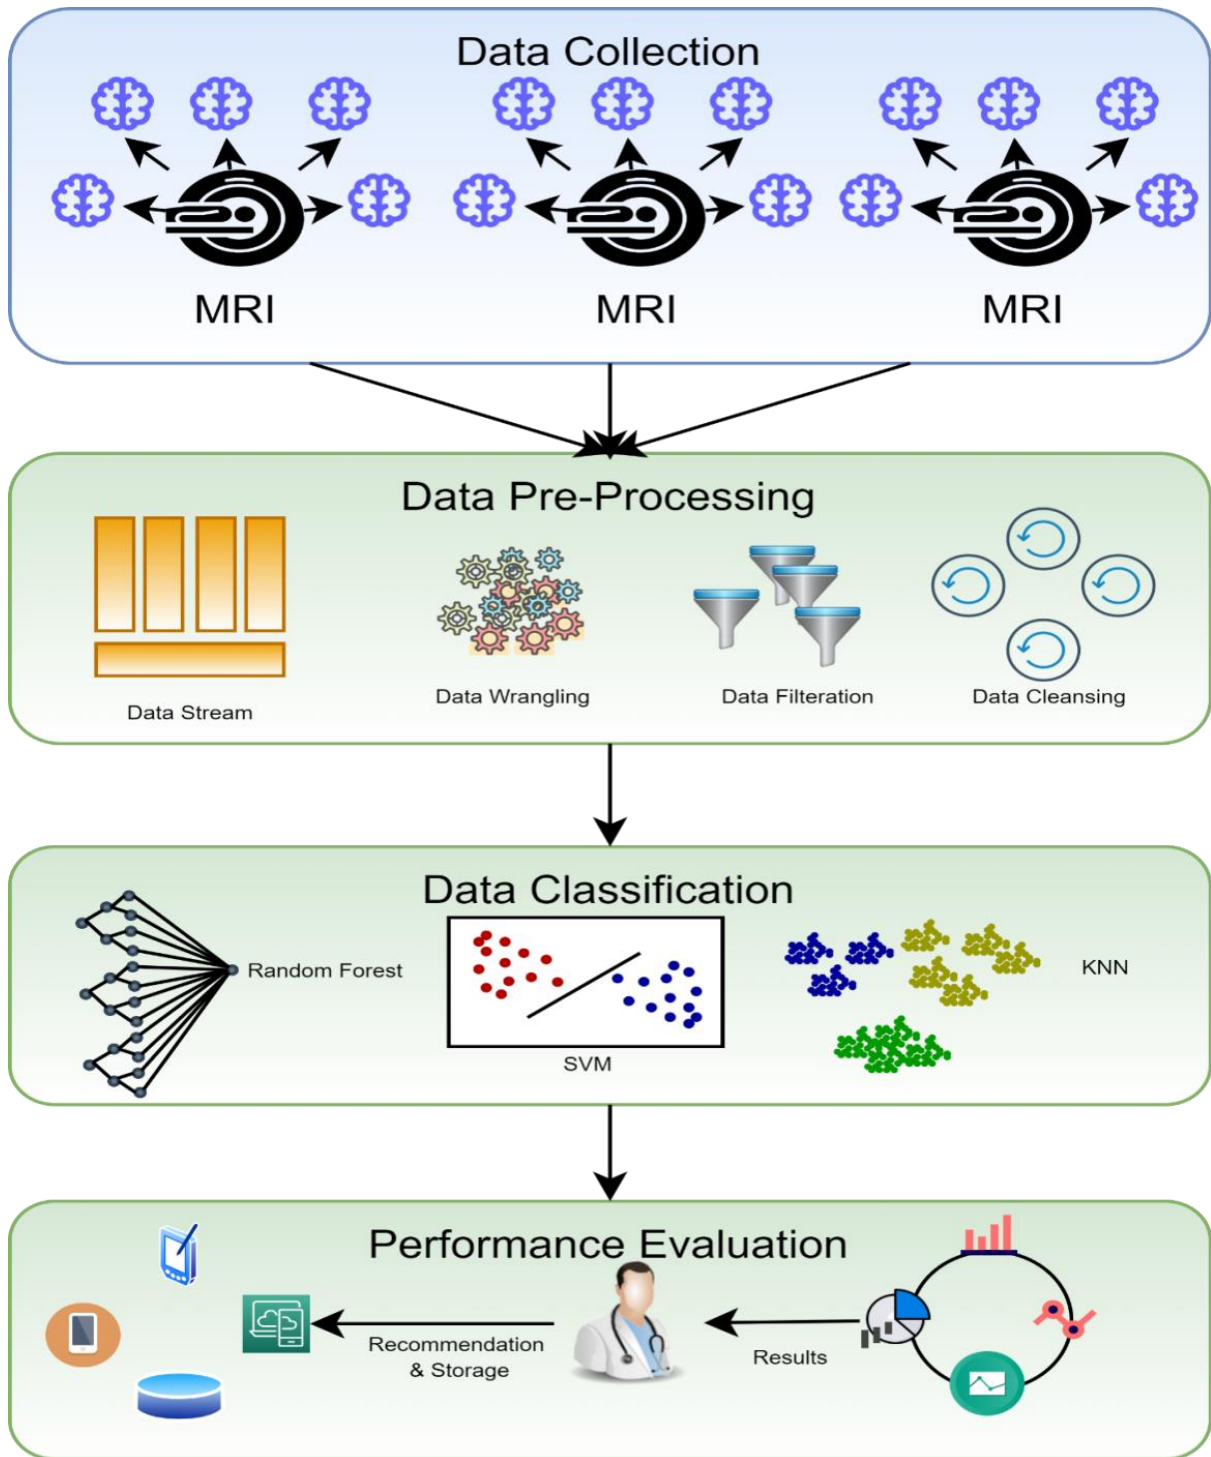 Data Collection
MRI
MRI
MRI
Data Pre-Processing
Data Stream
Data Wrangling
Data Filteration
Data Cleansing
Data Classification
Random Forest
SVM
KNN
Performance Evaluation
Recommendation
& Storage
Results